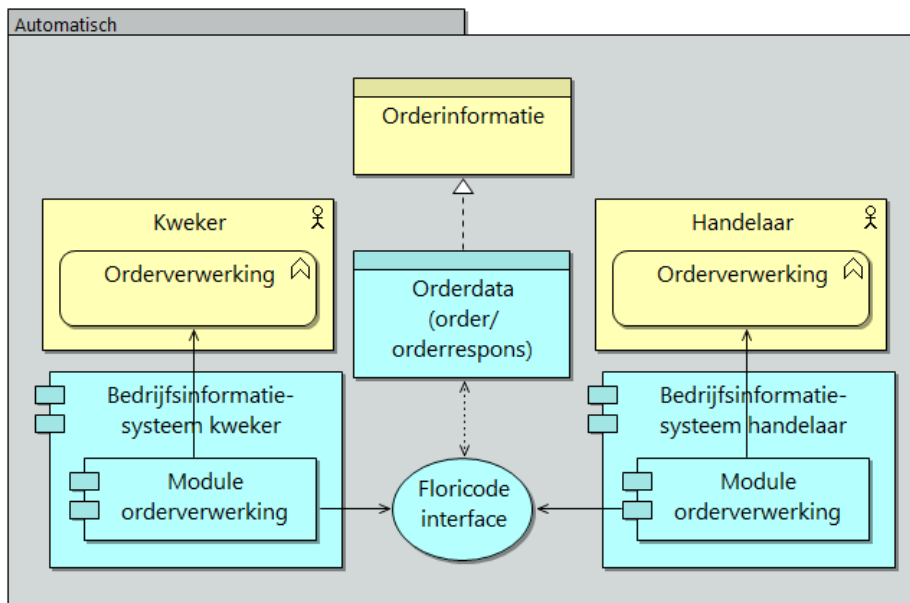 Automatisch
Orderinformatie
Kweker
Orderverwerking
Handelaar
Orderverwerking
Orderdata
(order/
orderrespons)
Bedrijfsinformatie-
systeem kweker
Module
orderverwerking
Floricode
interface
Bedrijfsinformatie-
systeem handelaar
Module
orderverwerking